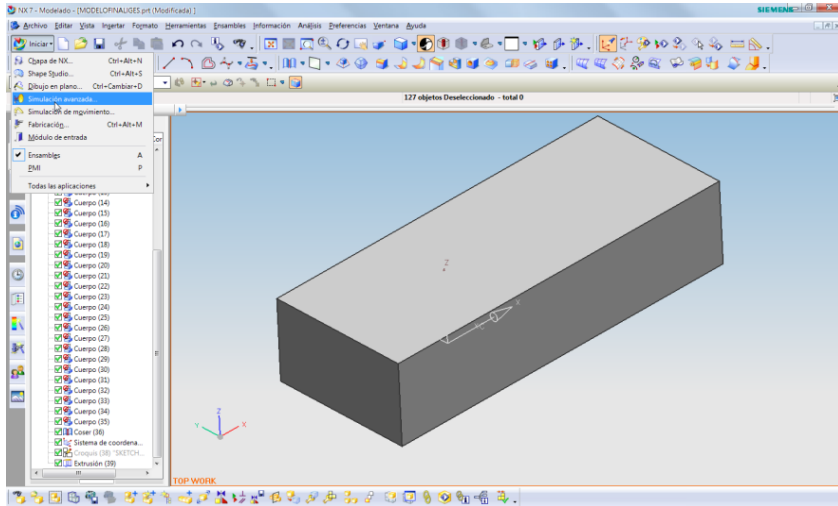 NX 7 - Modelado - [MODELOFINALIGES.prt (Modificada) ]
SIEMENS
Archivo Editar Vista Insertar Formato Herramientas Ensambles Información Análisis Preferencias Ventana Ayuda
Iniciar
Chapa de NX... Ctrl+Alt+N
Shape Studio... Ctrl+Alt+S
Dibujo en plano... Ctrl+Cambiar+D
Simulación avanzada...
Simulación de movimiento...
Fabricación... Ctrl+Alt+M
Módulo de entrada
Ensambles A
PMI P
Todas las aplicaciones
127 objetos Deseleccionado - total 0
Cuerpo (14)
Cuerpo (15)
Cuerpo (16)
Cuerpo (17)
Cuerpo (18)
Cuerpo (19)
Cuerpo (20)
Cuerpo (21)
Cuerpo (22)
Cuerpo (23)
Cuerpo (24)
Cuerpo (25)
Cuerpo (26)
Cuerpo (27)
Cuerpo (28)
Cuerpo (29)
Cuerpo (30)
Cuerpo (31)
Cuerpo (32)
Cuerpo (33)
Cuerpo (34)
Cuerpo (35)
Coser (36)
Sistema de coordena...
Croquis (38) "SKETCH...
Extrusión (39)
Z
X
XC
Z
Y X
TOP WORK